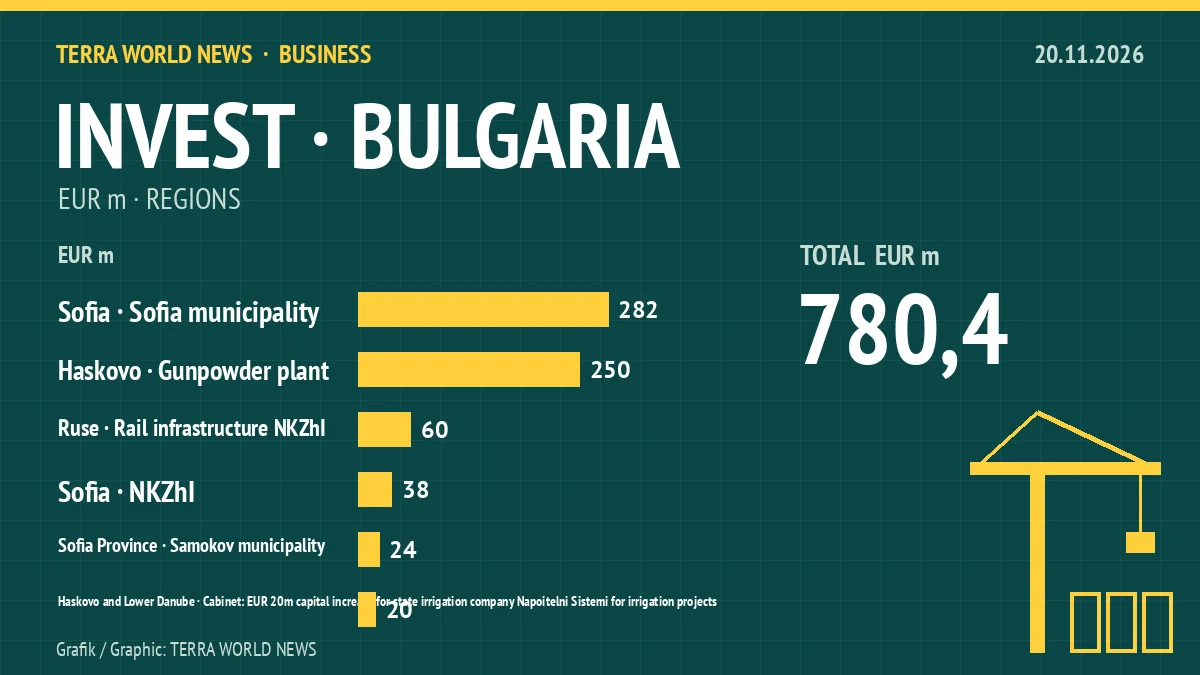 TERRA WORLD NEWS · BUSINESS
20.11.2026
INVEST · BULGARIA
EUR m · REGIONS
EUR m
TOTAL EUR m
780,4
Sofia · Sofia municipality 282
Haskovo · Gunpowder plant 250
Ruse · Rail infrastructure NKZhI 60
Sofia · NKZhI 38
Sofia Province · Samokov municipality 24
Haskovo and Lower Danube · Cabinet: EUR 20m capital increase for state irrigation company Napoitelni Sistemi for irrigation projects
20
Grafik / Graphic: TERRA WORLD NEWS